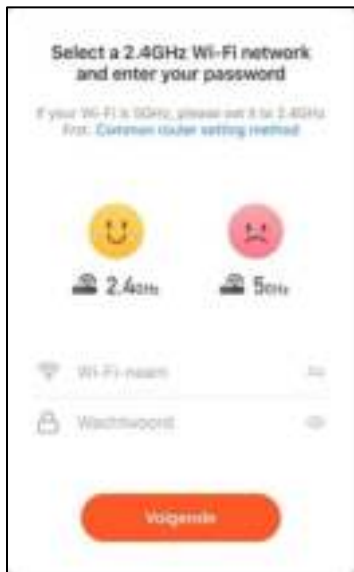 Select a 2.4GHz Wi-Fi network
and enter your password
If your Wi-Fi is 5GHz, please set it to 2.4GHz
first. Common router setting method
2.4GHz 5GHz
Wi-Fi-naam
Wachtwoord
Volgende